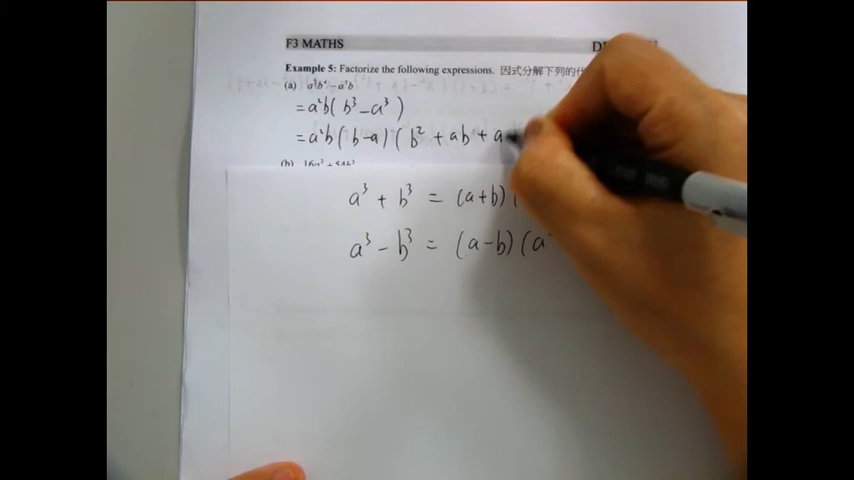 F3 MATHS
Example 5: Factorize the following expressions. 因式分解下列的
(a) a²b⁴ − a⁵b
= a²b ( b³ − a³ )
= a²b ( b − a ) ( b² + ab + a
(b)
a³ + b³ = (a+b) (
a³ − b³ = (a−b) (a